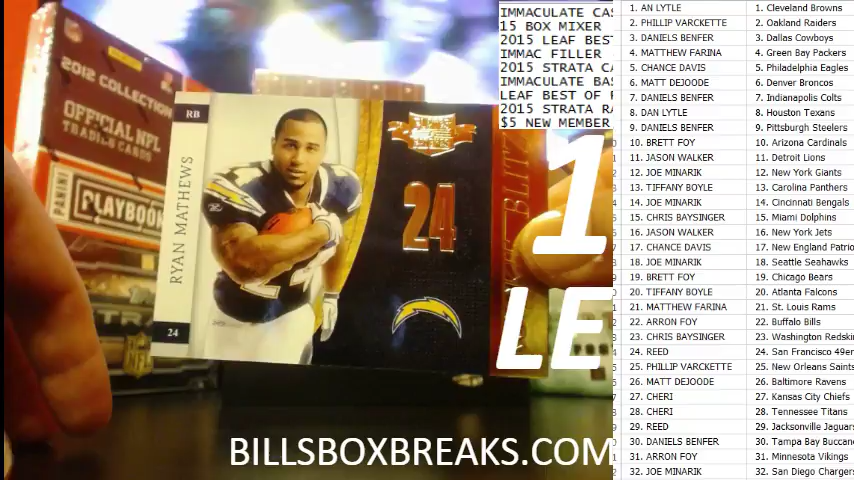 IMMACULATE CAS
15 BOX MIXER
2015 LEAF BEST
IMMAC FILLER
2015 STRATA CA
IMMACULATE BAS
LEAF BEST OF
2015 STRATA RA
$5 NEW MEMBER
2012 COLLECTION
OFFICIAL NFL
TRADING CARDS
PANINI
PLAYBOOK
NFL
RB
RYAN MATHEWS
24
24
BLITZ
1
LE
BILLSBOXBREAKS.COM
1. AN LYTLE 1. Cleveland Browns
2. PHILLIP VARCKETTE 2. Oakland Raiders
3. DANIELS BENFER 3. Dallas Cowboys
4. MATTHEW FARINA 4. Green Bay Packers
5. CHANCE DAVIS 5. Philadelphia Eagles
6. MATT DEJOODE 6. Denver Broncos
7. DANIELS BENFER 7. Indianapolis Colts
8. DAN LYTLE 8. Houston Texans
9. DANIELS BENFER 9. Pittsburgh Steelers
10. BRETT FOY 10. Arizona Cardinals
11. JASON WALKER 11. Detroit Lions
12. JOE MINARIK 12. New York Giants
13. TIFFANY BOYLE 13. Carolina Panthers
14. JOE MINARIK 14. Cincinnati Bengals
15. CHRIS BAYSINGER 15. Miami Dolphins
16. JASON WALKER 16. New York Jets
17. CHANCE DAVIS 17. New England Patrio
18. JOE MINARIK 18. Seattle Seahawks
19. BRETT FOY 19. Chicago Bears
20. TIFFANY BOYLE 20. Atlanta Falcons
21. MATTHEW FARINA 21. St. Louis Rams
22. ARRON FOY 22. Buffalo Bills
23. CHRIS BAYSINGER 23. Washington Redski
24. REED 24. San Francisco 49er
25. PHILLIP VARCKETTE 25. New Orleans Saints
26. MATT DEJOODE 26. Baltimore Ravens
27. CHERI 27. Kansas City Chiefs
28. CHERI 28. Tennessee Titans
29. REED 29. Jacksonville Jaguar
30. DANIELS BENFER 30. Tampa Bay Buccane
31. ARRON FOY 31. Minnesota Vikings
32. JOE MINARIK 32. San Diego Charger